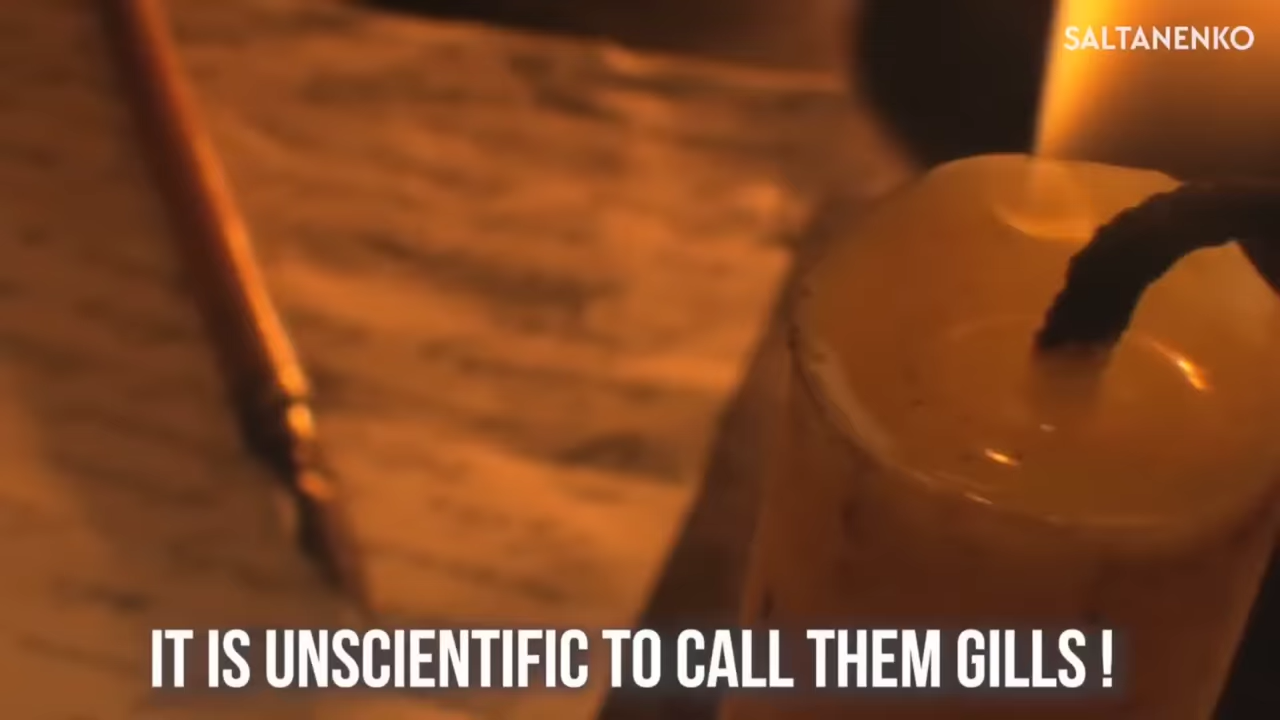 SALTANENKO
IT IS UNSCIENTIFIC TO CALL THEM GILLS !